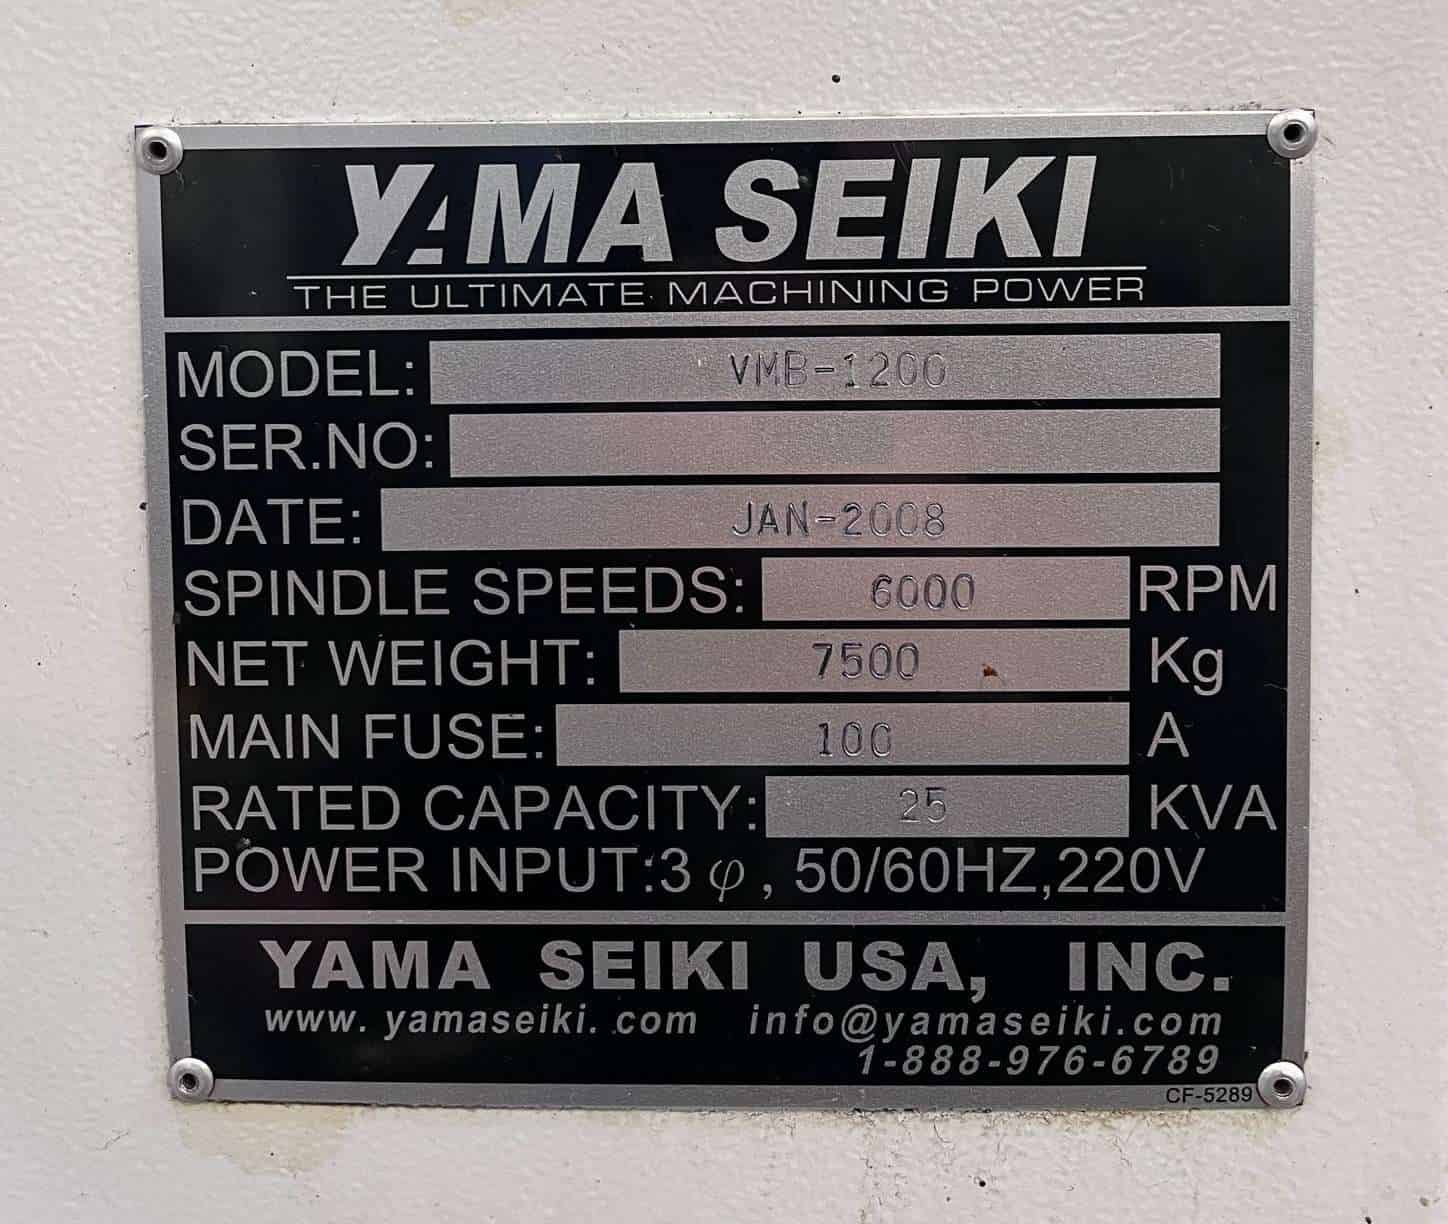 YAMA SEIKI
THE ULTIMATE MACHINING POWER
MODEL: VMB-1200
SER.NO:
DATE: JAN-2008
SPINDLE SPEEDS: 6000 RPM
NET WEIGHT: 7500 Kg
MAIN FUSE: 100 A
RATED CAPACITY: 25 KVA
POWER INPUT:3 φ , 50/60HZ,220V
YAMA SEIKI USA, INC.
www. yamaseiki. com info@yamaseiki.com
1-888-976-6789
CF-5289